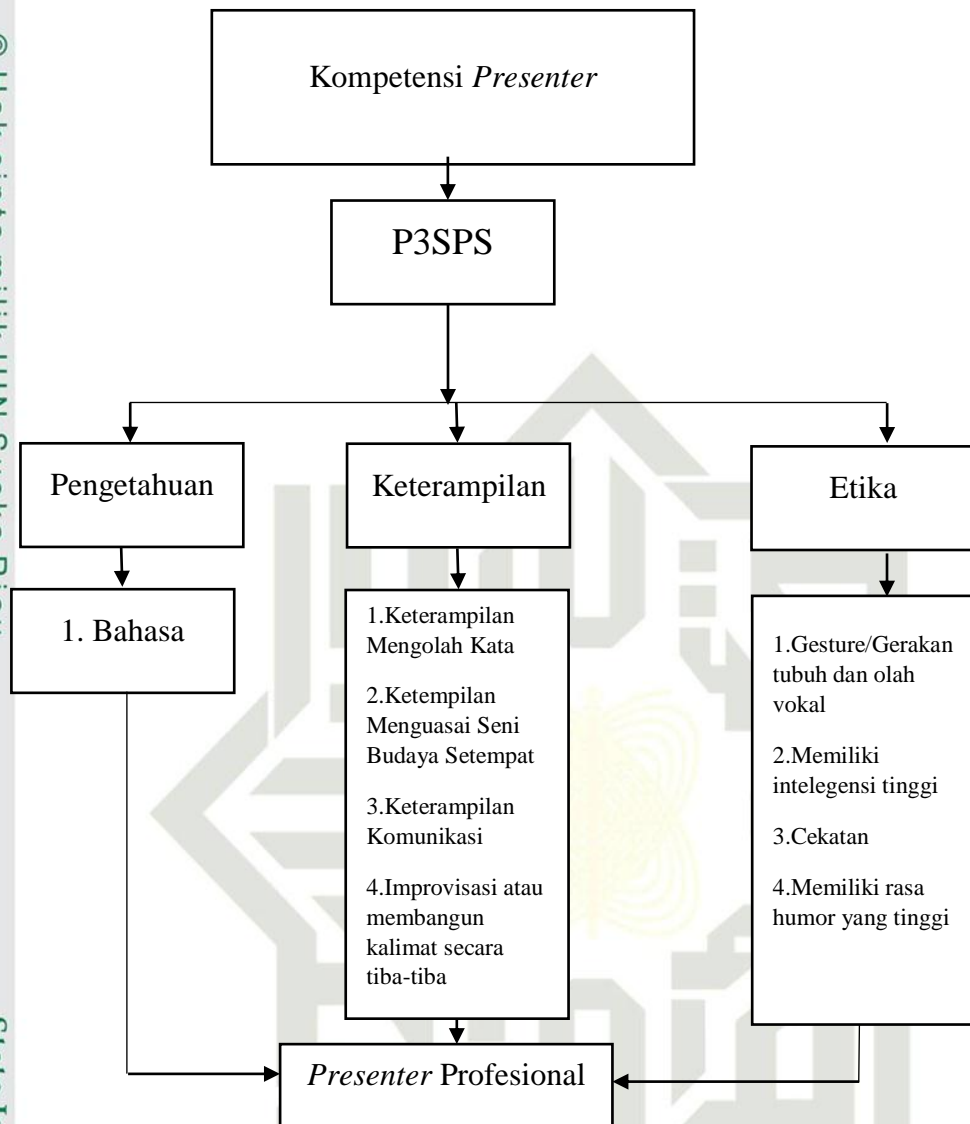 Kompetensi Presenter
P3SPS
Pengetahuan
Keterampilan
Etika
1. Bahasa
1.Keterampilan
Mengolah Kata
2.Ketempilan
Menguasai Seni
Budaya Setempat
3.Keterampilan
Komunikasi
4.Improvisasi atau
membangun
kalimat secara
tiba-tiba
1.Gesture/Gerakan
tubuh dan olah
vokal
2.Memiliki
intelegensi tinggi
3.Cekatan
4.Memiliki rasa
humor yang tinggi
Presenter Profesional